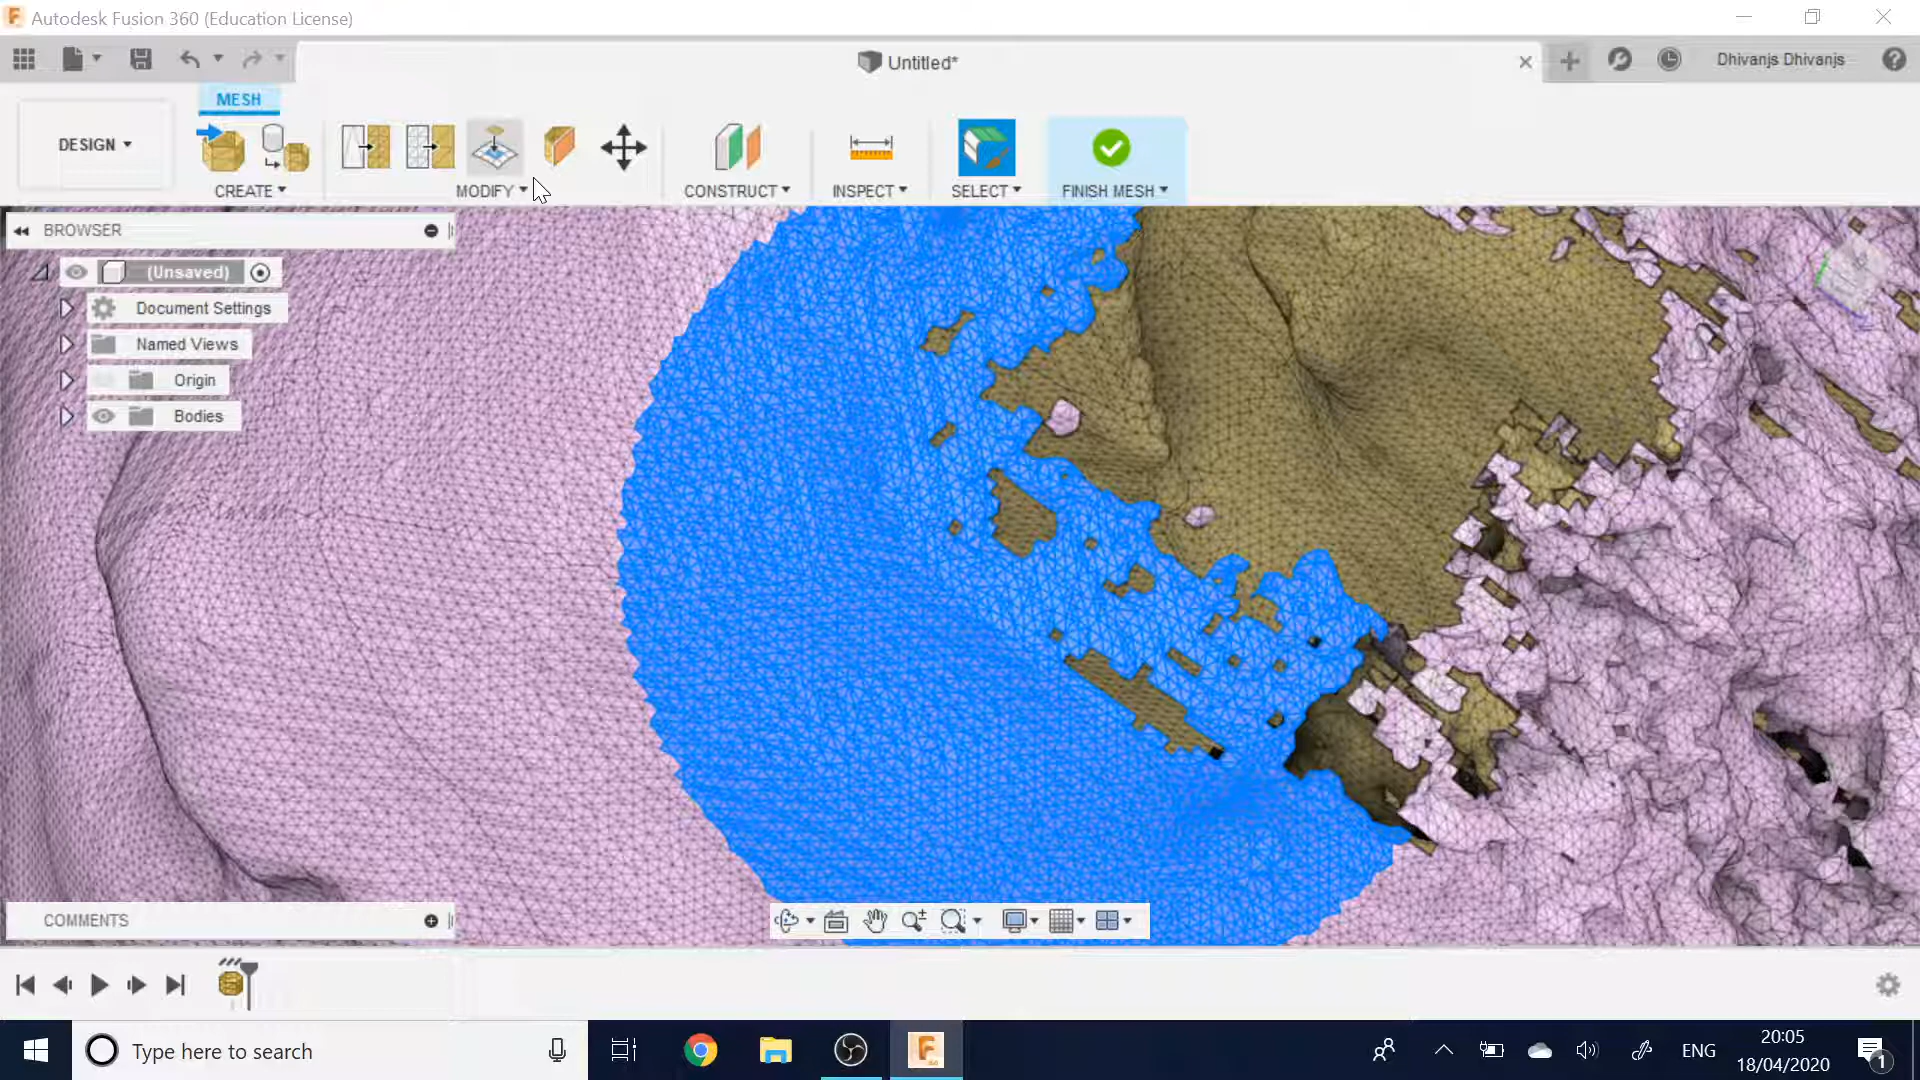 Autodesk Fusion 360 (Education License)
Untitled*
Dhivanjs Dhivanjs
MESH
DESIGN
CREATE
MODIFY
CONSTRUCT
INSPECT
SELECT
FINISH MESH
BROWSER
(Unsaved)
Document Settings
Named Views
Origin
Bodies
COMMENTS
Type here to search
ENG
20:05
18/04/2020
1